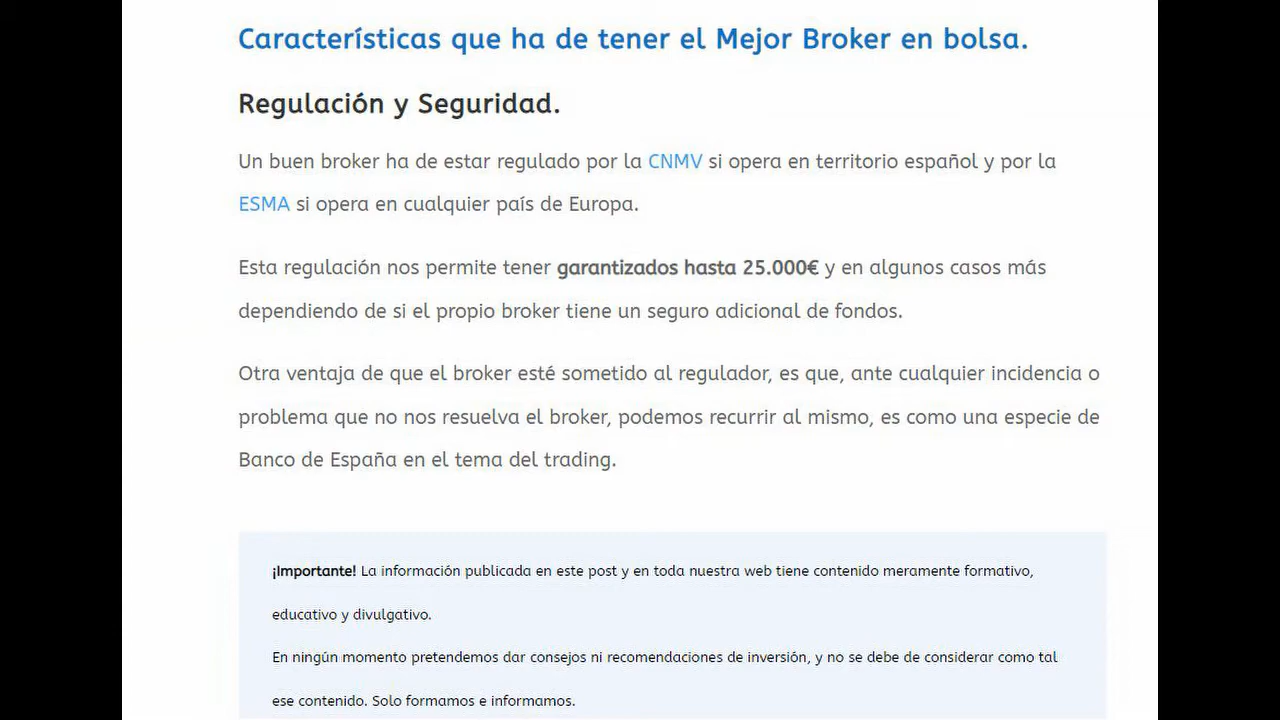 Características que ha de tener el Mejor Broker en bolsa.
Regulación y Seguridad.
Un buen broker ha de estar regulado por la CNMV si opera en territorio español y por la
ESMA si opera en cualquier país de Europa.
Esta regulación nos permite tener garantizados hasta 25.000€ y en algunos casos más
dependiendo de si el propio broker tiene un seguro adicional de fondos.
Otra ventaja de que el broker esté sometido al regulador, es que, ante cualquier incidencia o
problema que no nos resuelva el broker, podemos recurrir al mismo, es como una especie de
Banco de España en el tema del trading.
¡Importante! La información publicada en este post y en toda nuestra web tiene contenido meramente formativo,
educativo y divulgativo.
En ningún momento pretendemos dar consejos ni recomendaciones de inversión, y no se debe de considerar como tal
ese contenido. Solo formamos e informamos.